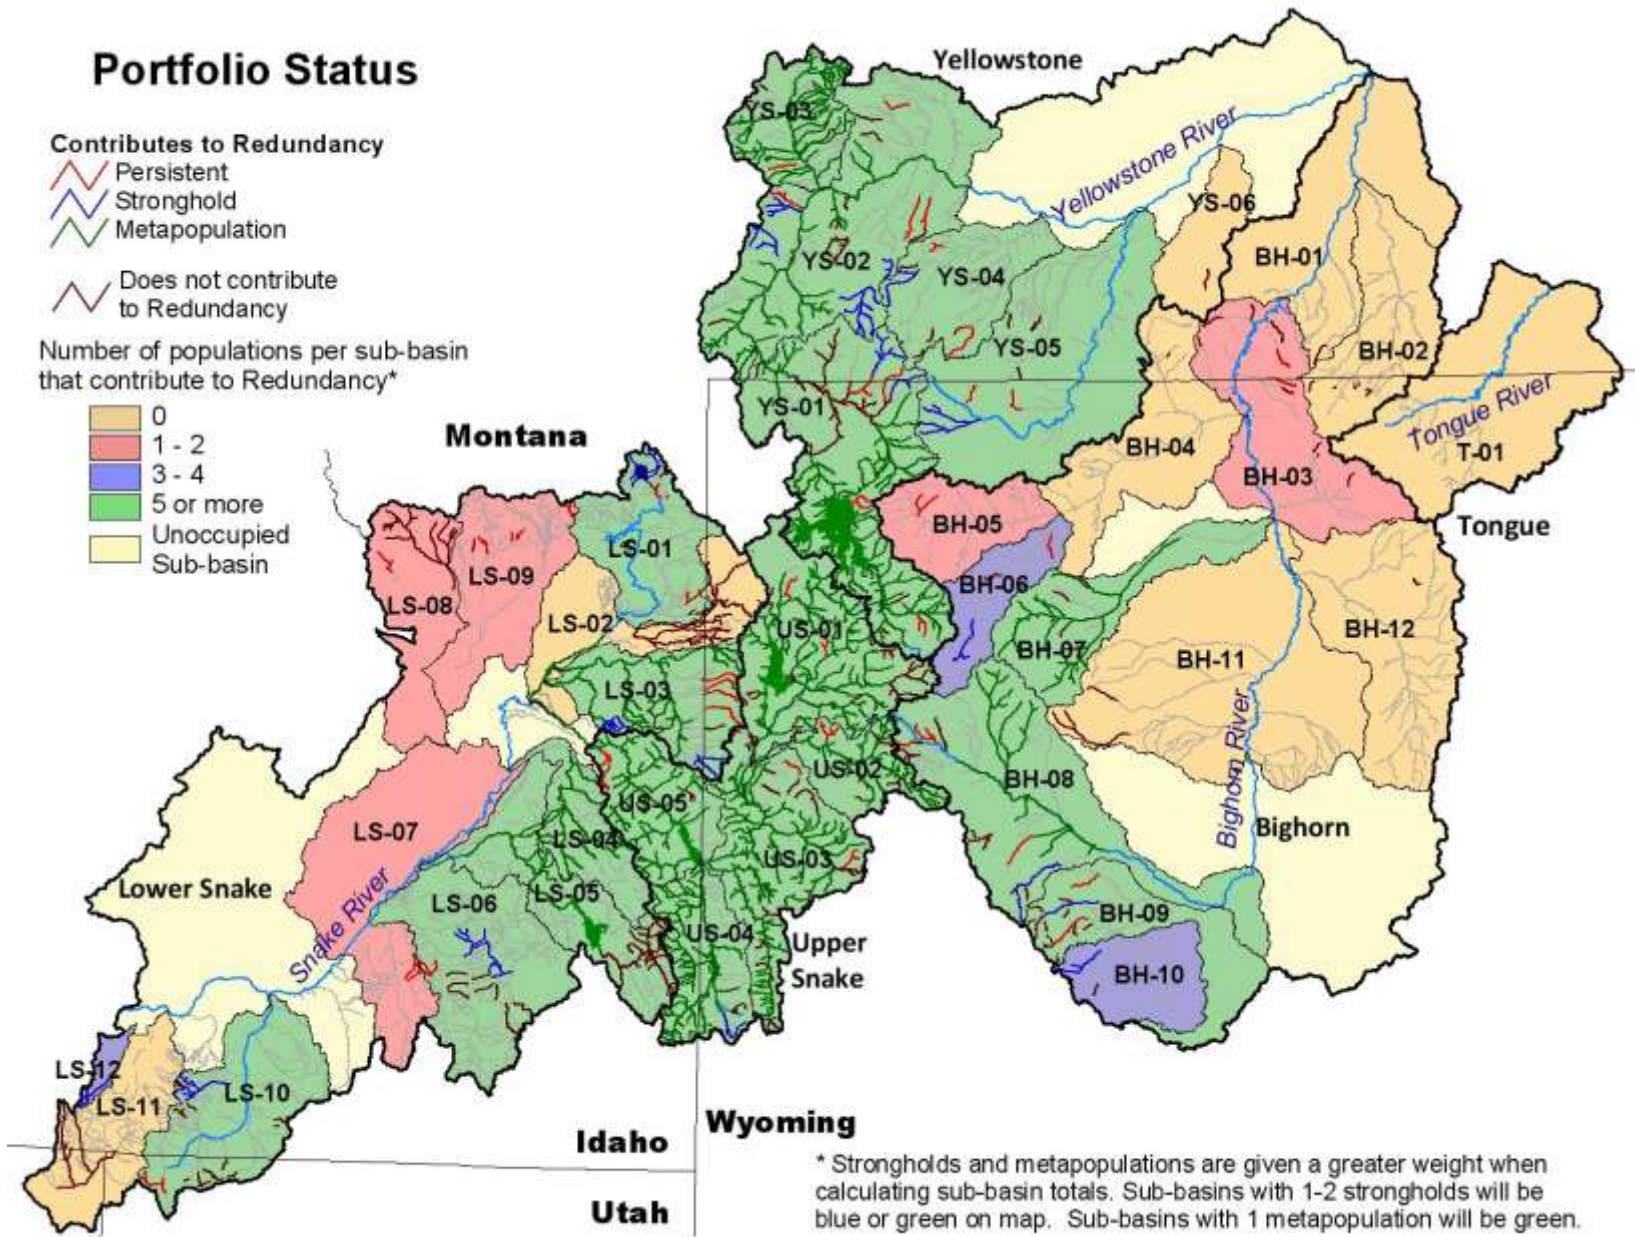 Portfolio Status
Contributes to Redundancy
Persistent
Stronghold
Metapopulation
Does not contribute
to Redundancy
Number of populations per sub-basin
that contribute to Redundancy*
0
1 - 2
3 - 4
5 or more
Unoccupied
Sub-basin
Yellowstone
YS-03
Yellowstone River
YS-06
YS-02
YS-04
BH-01
YS-05
BH-02
YS-01
Tongue River
Montana
BH-04
T-01
BH-03
BH-05
Tongue
LS-01
LS-09
BH-06
LS-08
LS-02
US-01
BH-12
BH-07
BH-11
LS-03
Bighorn River
US-02
BH-08
US-05
LS-07
LS-04
Bighorn
US-03
Lower Snake
LS-05
LS-06
BH-09
Snake River
US-04
Upper
Snake
BH-10
LS-12
LS-10
LS-11
Idaho
Wyoming
Utah
* Strongholds and metapopulations are given a greater weight when
calculating sub-basin totals. Sub-basins with 1-2 strongholds will be
blue or green on map. Sub-basins with 1 metapopulation will be green.